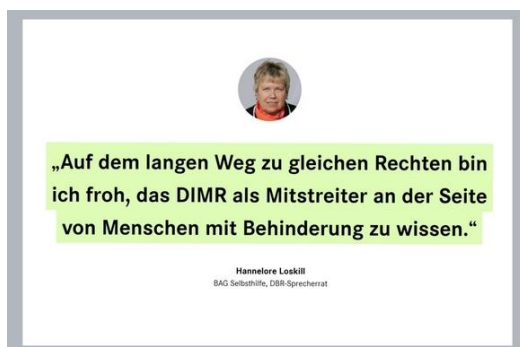 „Auf dem langen Weg zu gleichen Rechten bin
ich froh, das DIMR als Mitstreiter an der Seite
von Menschen mit Behinderung zu wissen.“
Hannelore Loskill
BAG Selbsthilfe, DBR-Sprecherrat